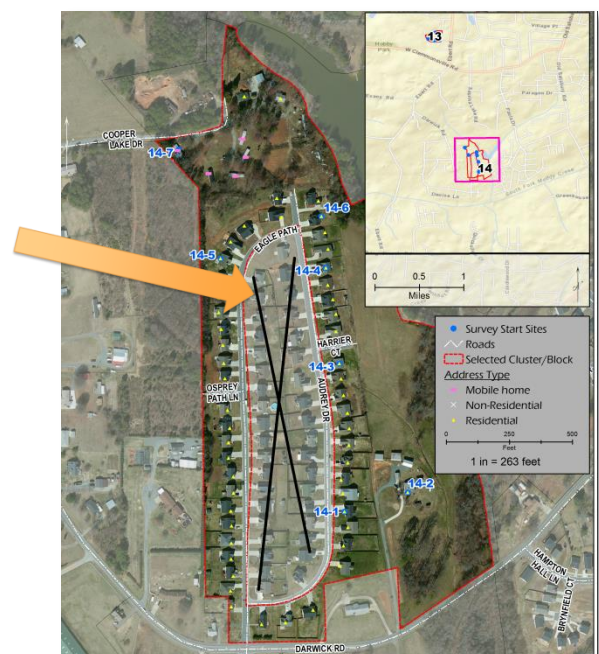 COOPER
LAKE DR
14-7
14-6
EAGLE PATH
14-5
14-4
HARRIER
CT
14-3
AUDREY DR
OSPREY
PATH LN
14-2
14-1
HAMPTON
HALL LN
BRYNFIELD CT
DARWICK RD
13
14
0 0.5 1
Miles
Survey Start Sites
Roads
Selected Cluster/Block
Address Type
Mobile home
Non-Residential
Residential
0 250 500
Feet
1 in = 263 feet